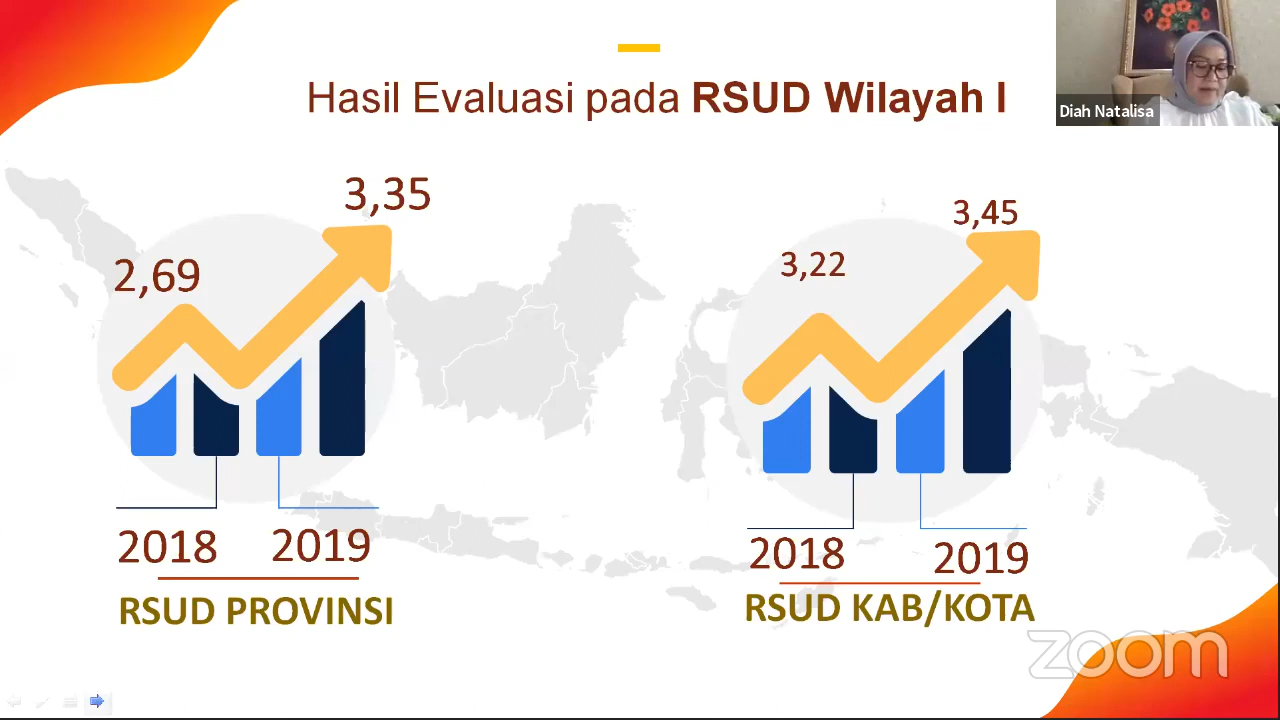 Hasil Evaluasi pada RSUD Wilayah I
Diah Natalisa
3,35
2,69
2018
2019
RSUD PROVINSI
3,45
3,22
2018
2019
RSUD KAB/KOTA
zoom